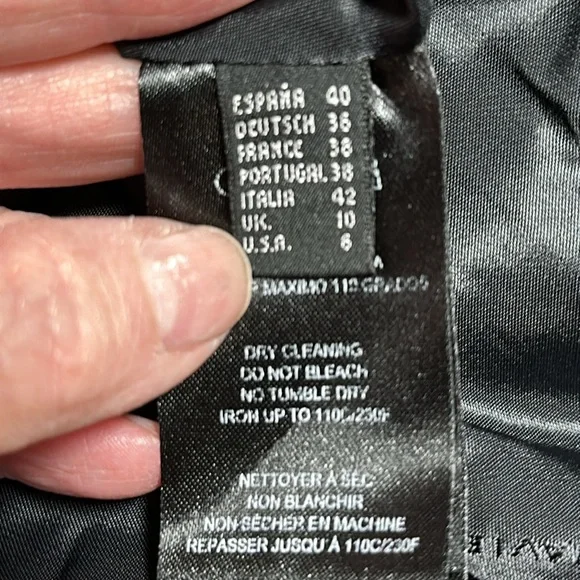 ESPAÑA 40
DEUTSCH 36
FRANCE 38
PORTUGAL 38
ITALIA 42
UK. 10
U.S.A. 6
MAXIMO 110 GRADOS
DRY CLEANING
DO NOT BLEACH
NO TUMBLE DRY
IRON UP TO 110C/230F
NETTOYER À SEC
NON BLANCHIR
NON SÉCHER EN MACHINE
REPASSER JUSQU'À 110C/230F